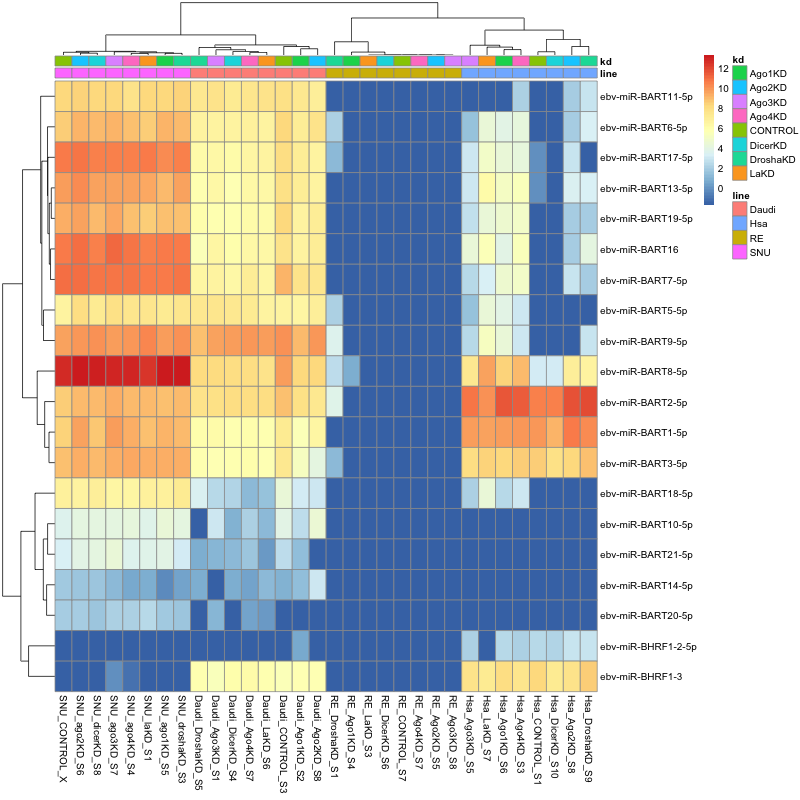 kd
line
ebv-miR-BART11-5p
ebv-miR-BART6-5p
ebv-miR-BART17-5p
ebv-miR-BART13-5p
ebv-miR-BART19-5p
ebv-miR-BART16
ebv-miR-BART7-5p
ebv-miR-BART5-5p
ebv-miR-BART9-5p
ebv-miR-BART8-5p
ebv-miR-BART2-5p
ebv-miR-BART1-5p
ebv-miR-BART3-5p
ebv-miR-BART18-5p
ebv-miR-BART10-5p
ebv-miR-BART21-5p
ebv-miR-BART14-5p
ebv-miR-BART20-5p
ebv-miR-BHRF1-2-5p
ebv-miR-BHRF1-3
SNU_CONTROL_X
SNU_ago2KD_S6
SNU_dicerKD_S8
SNU_ago3KD_S7
SNU_ago4KD_S4
SNU_laKD_S1
SNU_ago1KD_S5
SNU_droshaKD_S3
Daudi_DroshaKD_S5
Daudi_Ago3KD_S1
Daudi_DicerKD_S4
Daudi_Ago4KD_S7
Daudi_LaKD_S6
Daudi_CONTROL_S3
Daudi_Ago1KD_S2
Daudi_Ago2KD_S8
RE_DroshaKD_S1
RE_Ago1KD_S4
RE_LaKD_S3
RE_DicerKD_S6
RE_CONTROL_S7
RE_Ago4KD_S7
RE_Ago2KD_S5
RE_Ago3KD_S8
Hsa_Ago3KD_S5
Hsa_LaKD_S7
Hsa_Ago1KD_S6
Hsa_Ago4KD_S3
Hsa_CONTROL_S1
Hsa_DicerKD_S10
Hsa_Ago2KD_S8
Hsa_DroshaKD_S9
12
10
8
6
4
2
0
kd
Ago1KD
Ago2KD
Ago3KD
Ago4KD
CONTROL
DicerKD
DroshaKD
LaKD
line
Daudi
Hsa
RE
SNU